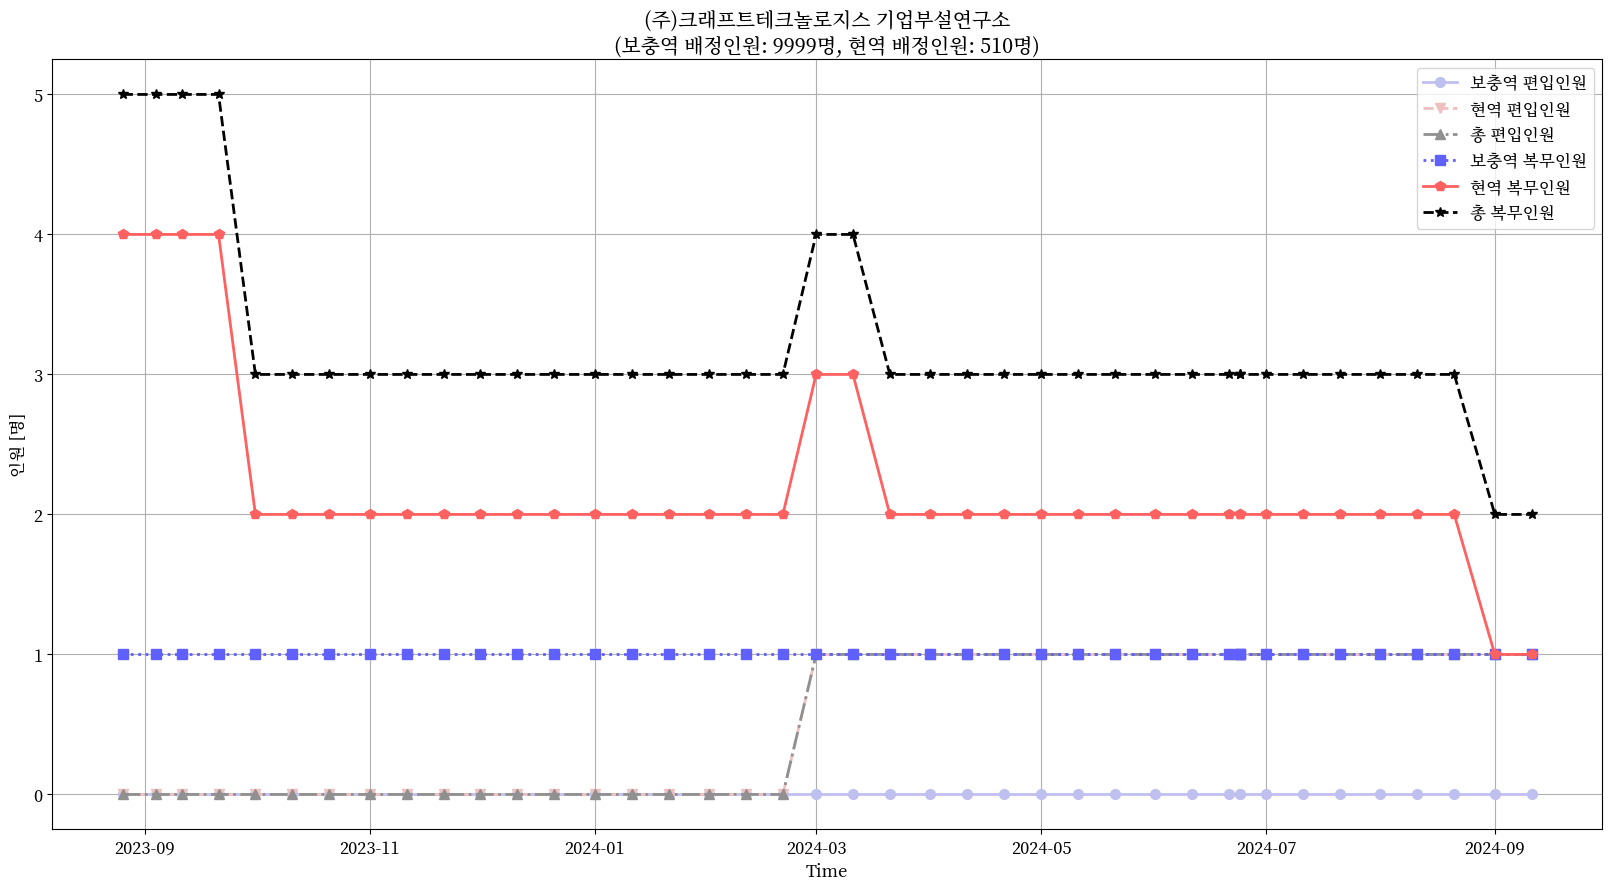 (주)크래프트테크놀로지스 기업부설연구소
(보충역 배정인원: 9999명, 현역 배정인원: 510명)
보충역 편입인원
현역 편입인원
총 편입인원
보충역 복무인원
현역 복무인원
총 복무인원
인원 [명]
5
4
3
2
1
0
2023-09
2023-11
2024-01
2024-03
2024-05
2024-07
2024-09
Time